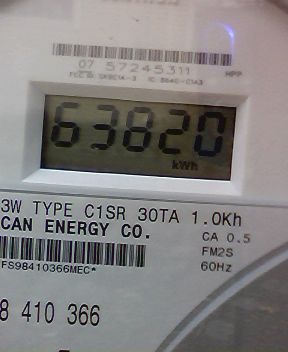 07 57245311
HPP
63820
kWh
3W TYPE C1SR 30TA 1.0Kh
CAN ENERGY CO.
CA 0.5
FM2S
60Hz
FS98410366MEC*
8 410 366